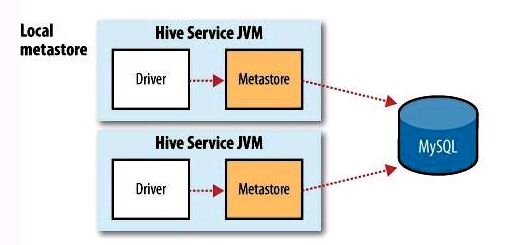 Local
metastore
Hive Service JVM
Driver
Metastore
Hive Service JVM
Driver
Metastore
MySQL